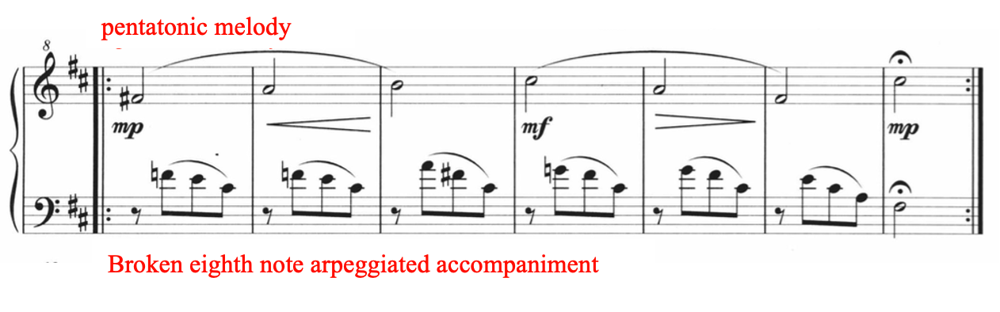 pentatonic melody
8
mp
mf
mp
Broken eighth note arpeggiated accompaniment